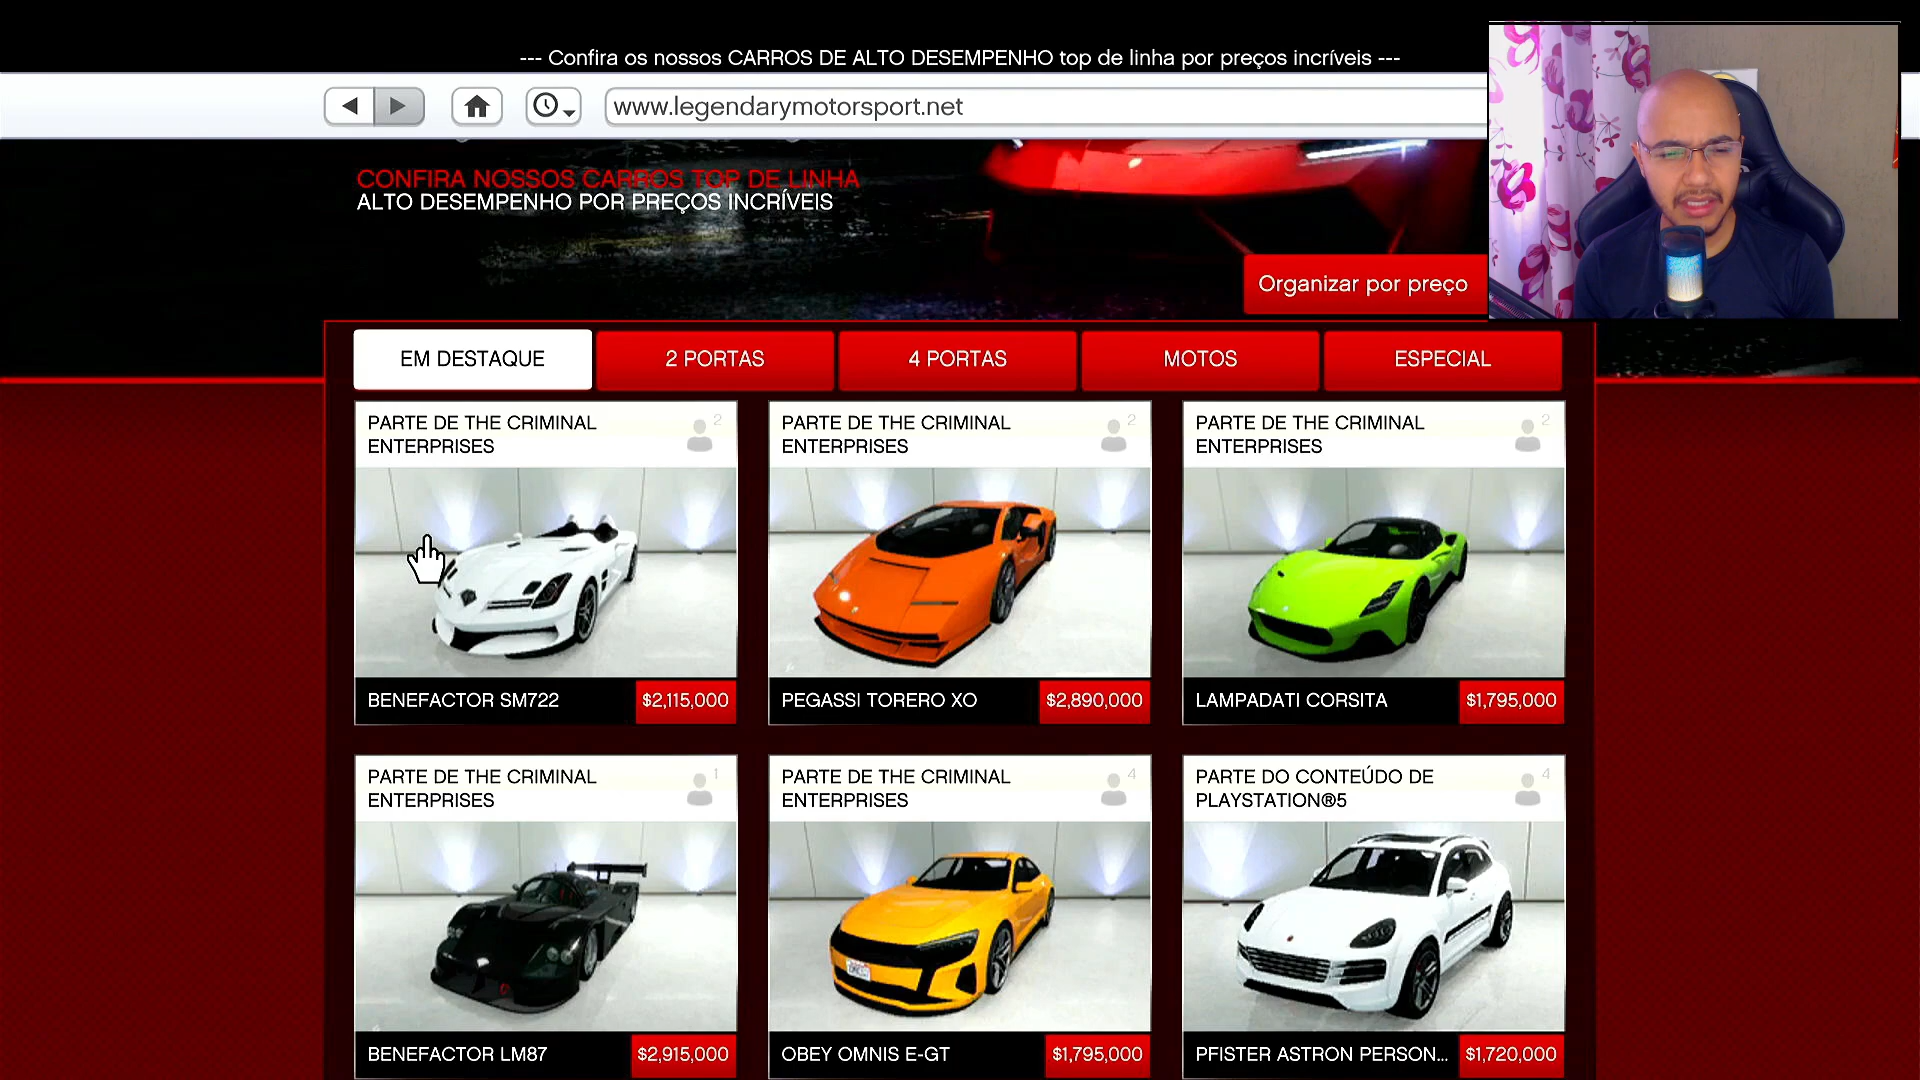 --- Confira os nossos CARROS DE ALTO DESEMPENHO top de linha por preços incríveis ---
www.legendarymotorsport.net
CONFIRA NOSSOS CARROS TOP DE LINHA
ALTO DESEMPENHO POR PREÇOS INCRÍVEIS
Organizar por preço
EM DESTAQUE
2 PORTAS
4 PORTAS
MOTOS
ESPECIAL
PARTE DE THE CRIMINAL
ENTERPRISES
2
BENEFACTOR SM722
$2,115,000
PARTE DE THE CRIMINAL
ENTERPRISES
2
PEGASSI TORERO XO
$2,890,000
PARTE DE THE CRIMINAL
ENTERPRISES
2
LAMPADATI CORSITA
$1,795,000
PARTE DE THE CRIMINAL
ENTERPRISES
1
BENEFACTOR LM87
$2,915,000
PARTE DE THE CRIMINAL
ENTERPRISES
4
OBEY OMNIS E-GT
$1,795,000
PARTE DO CONTEÚDO DE
PLAYSTATION®5
4
PFISTER ASTRON PERSON...
$1,720,000